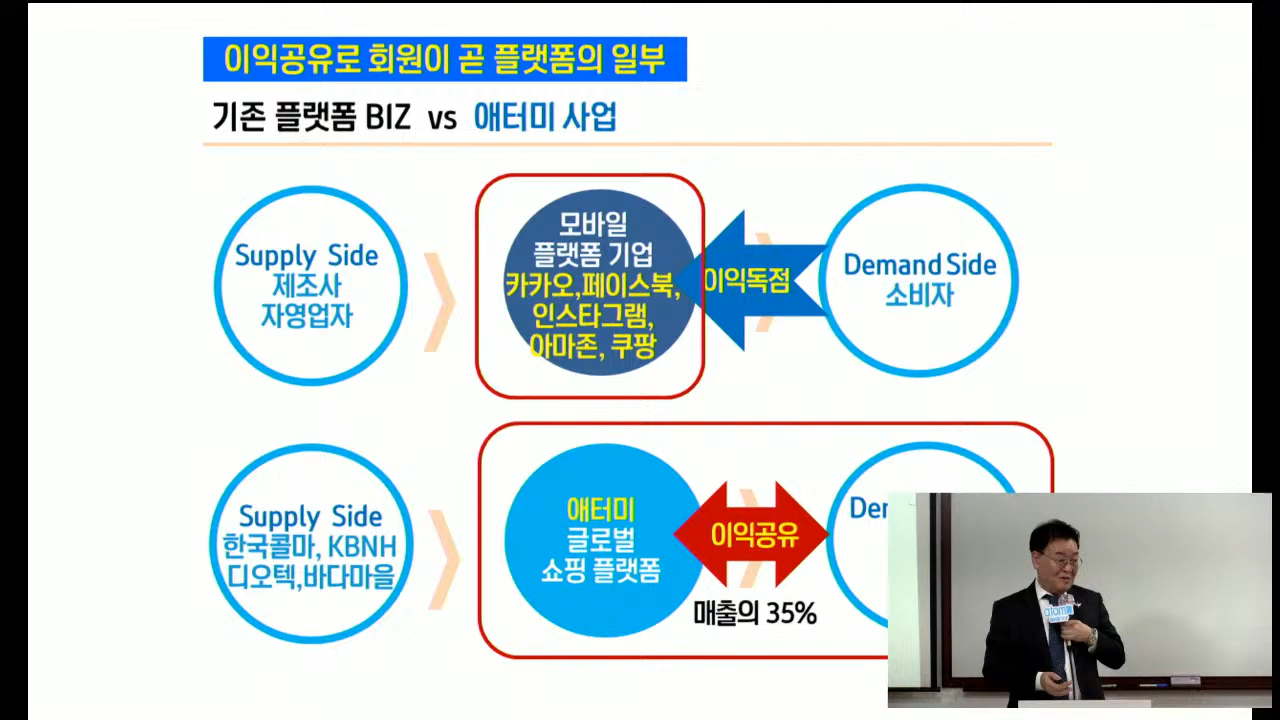 이익공유로 회원이 곧 플랫폼의 일부
기존 플랫폼 BIZ vs 애터미 사업
Supply Side
제조사
자영업자
모바일
플랫폼 기업
카카오,페이스북,
인스타그램,
아마존, 쿠팡
이익독점
Demand Side
소비자
Supply Side
한국콜마, KBNH
디오텍,바다마을
애터미
글로벌
쇼핑 플랫폼
이익공유
매출의 35%